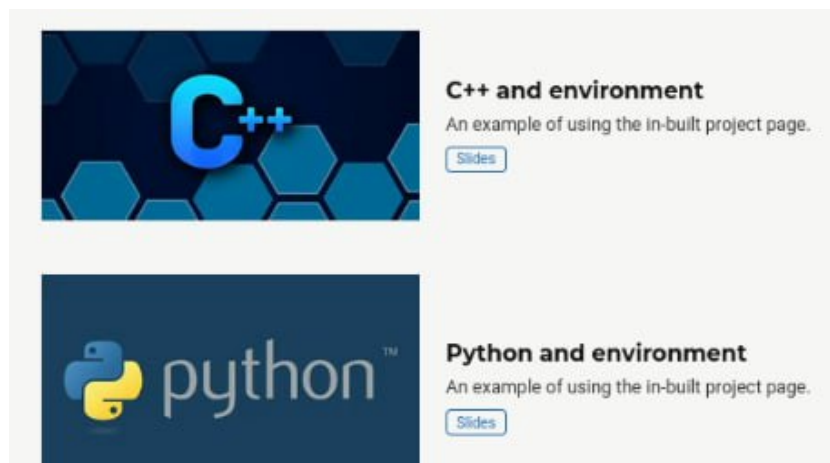 C++
C++ and environment
An example of using the in-built project page.
Slides
python™
Python and environment
An example of using the in-built project page.
Slides